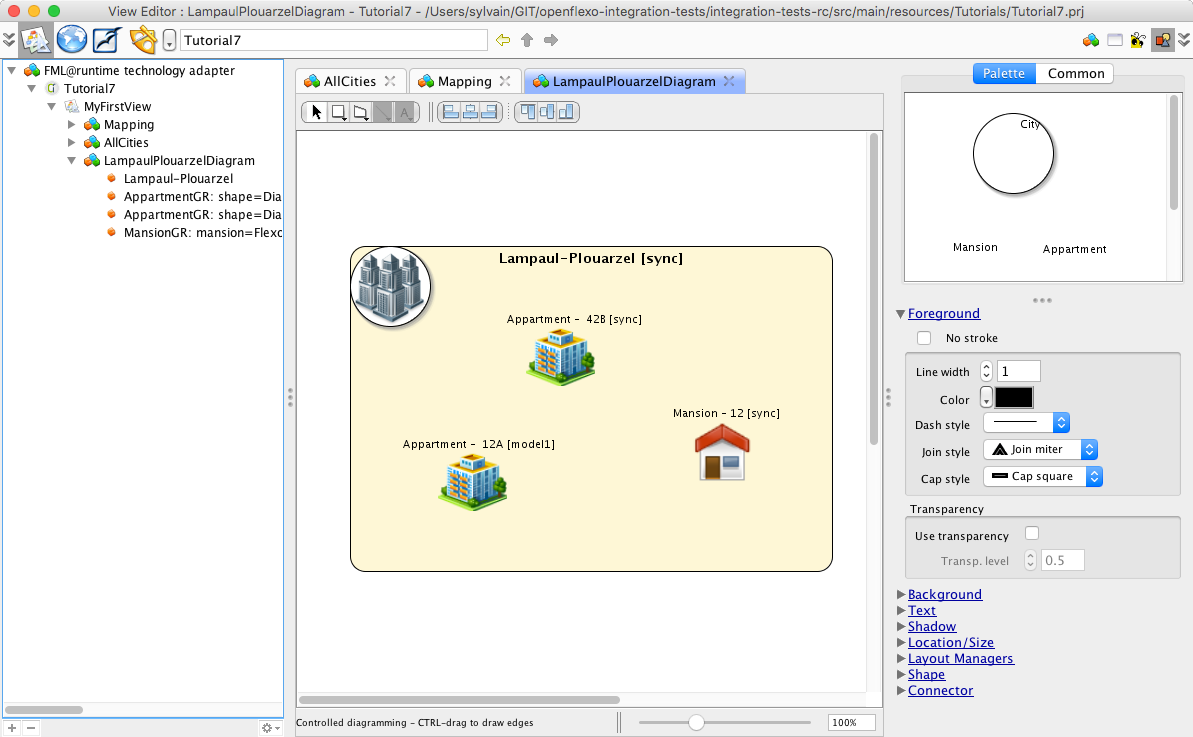 View Editor : LampaulPlouarzelDiagram - Tutorial7 - /Users/sylvain/GIT/openflexo-integration-tests/integration-tests-rc/src/main/resources/Tutorials/Tutorial7.prj
Tutorial7
FML@runtime technology adapter
Tutorial7
MyFirstView
Mapping
AllCities
LampaulPlouarzelDiagram
Lampaul-Plouarzel
AppartmentGR: shape=Dia
AppartmentGR: shape=Dia
MansionGR: mansion=Flexc
AllCities
Mapping
LampaulPlouarzelDiagram
A
Lampaul-Plouarzel [sync]
Appartment - 42B [sync]
Mansion - 12 [sync]
Appartment - 12A [model1]
Controlled diagramming - CTRL-drag to draw edges
100%
Palette
Common
City
Mansion
Appartment
Foreground
No stroke
Line width
1
Color
Dash style
Join style
Join miter
Cap style
Cap square
Transparency
Use transparency
Transp. level
0.5
Background
Text
Shadow
Location/Size
Layout Managers
Shape
Connector